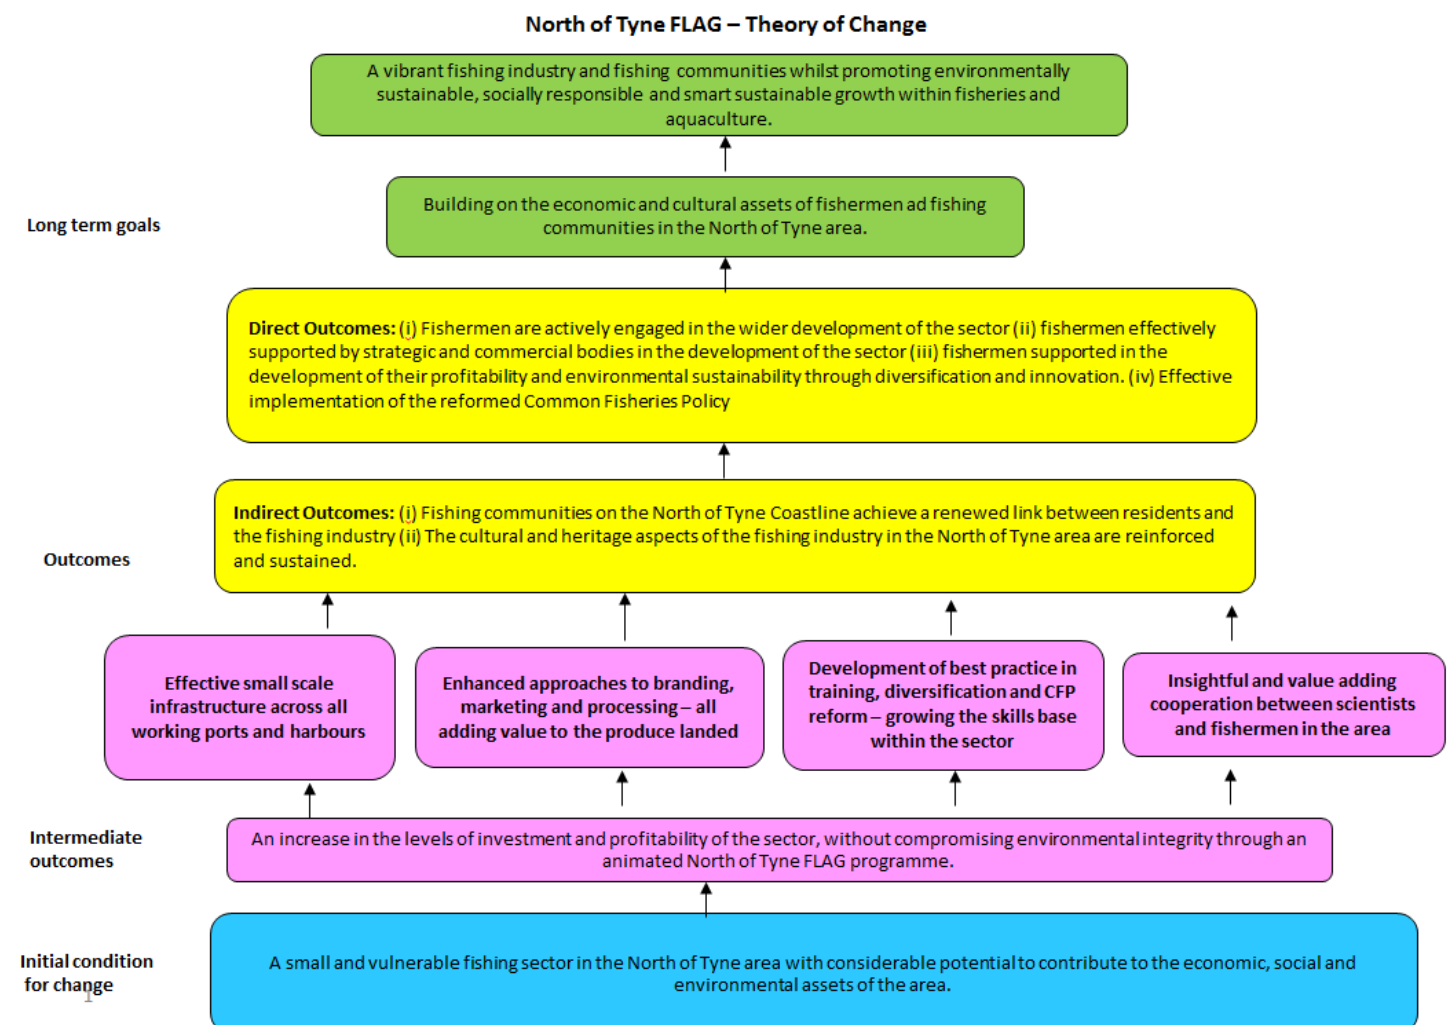 North of Tyne FLAG – Theory of Change
A vibrant fishing industry and fishing communities whilst promoting environmentally
sustainable, socially responsible and smart sustainable growth within fisheries and
aquaculture.
Long term goals
Building on the economic and cultural assets of fishermen ad fishing
communities in the North of Tyne area.
Direct Outcomes: (i) Fishermen are actively engaged in the wider development of the sector (ii) fishermen effectively
supported by strategic and commercial bodies in the development of the sector (iii) fishermen supported in the
development of their profitability and environmental sustainability through diversification and innovation. (iv) Effective
implementation of the reformed Common Fisheries Policy
Outcomes
Indirect Outcomes: (i) Fishing communities on the North of Tyne Coastline achieve a renewed link between residents and
the fishing industry (ii) The cultural and heritage aspects of the fishing industry in the North of Tyne area are reinforced
and sustained.
Effective small scale
infrastructure across all
working ports and harbours
Enhanced approaches to branding,
marketing and processing – all
adding value to the produce landed
Development of best practice in
training, diversification and CFP
reform – growing the skills base
within the sector
Insightful and value adding
cooperation between scientists
and fishermen in the area
Intermediate
outcomes
An increase in the levels of investment and profitability of the sector, without compromising environmental integrity through an
animated North of Tyne FLAG programme.
Initial condition
for change
A small and vulnerable fishing sector in the North of Tyne area with considerable potential to contribute to the economic, social and
environmental assets of the area.